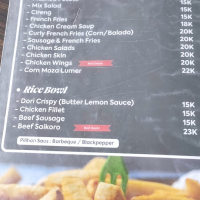 - Mix Salad 15K
- Cireng 15K
- French Fries 15K
- Chicken Cream Soup 18K
- Curly French Fries (Corn/Balado) 20K
- Sausage & French Fries 20K
- Chicken Salads 20K
- Chicken Skin 20K
- Chicken Wings 20K
- Corn Moza Lumer 22K
Rice Bowl
- Dori Crispy (Butter Lemon Sauce) 15K
- Chicken Fillet 15K
- Beef Sausage 15K
- Beef Saikoro 23K
Pilihan Saus : Barbeque / Blackpepper